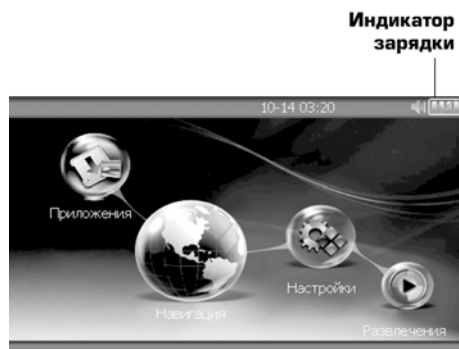 Индикатор
зарядки
10-14 03:20
Приложения
Настройки
Навигация
Развлечения